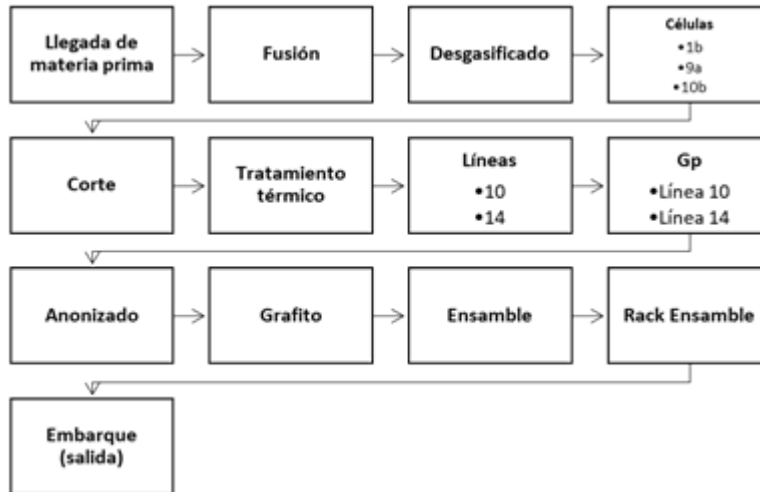 Llegada de
materia prima
Fusión
Desgasificado
Células
•1b
•9a
•10b
Corte
Tratamiento
térmico
Líneas
•10
•14
Gp
•Línea 10
•Línea 14
Anonizado
Grafito
Ensamble
Rack Ensamble
Embarque
(salida)